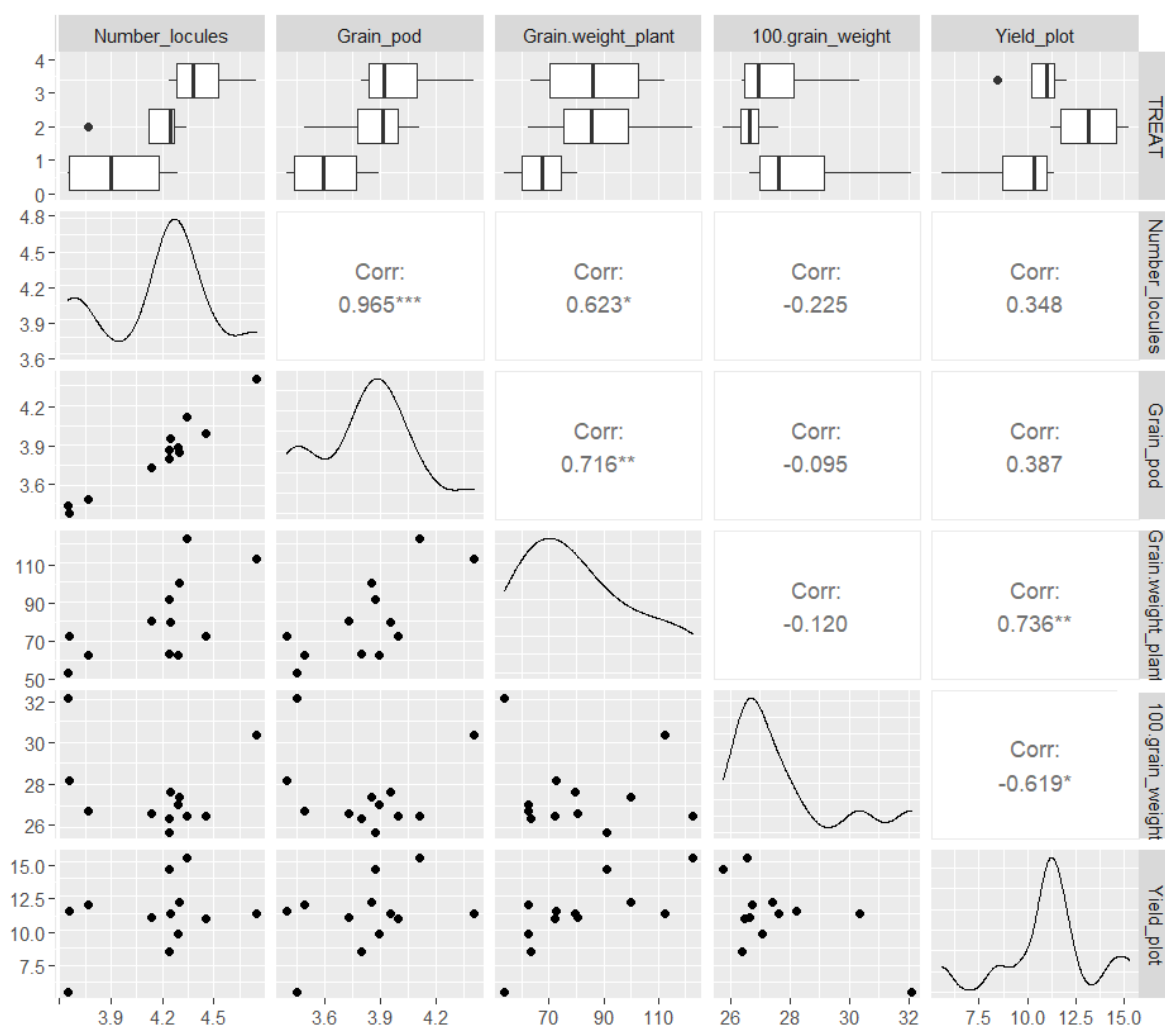 Number_locules Grain_pod Grain.weight_plant 100.grain_weight Yield_plot
4
3
2
1
0
TREAT
4.8
4.5
4.2
3.9
3.6
Corr:
0.965***
Corr:
0.623*
Corr:
-0.225
Corr:
0.348
Number_locules
4.2
3.9
3.6
Corr:
0.716**
Corr:
-0.095
Corr:
0.387
Grain_pod
110
90
70
50
Corr:
-0.120
Corr:
0.736**
Grain.weight_plant
32
30
28
26
Corr:
-0.619*
100.grain_weight
15.0
12.5
10.0
7.5
Yield_plot
3.9 4.2 4.5 3.6 3.9 4.2 70 90 110 26 28 30 32 7.5 10.0 12.5 15.0